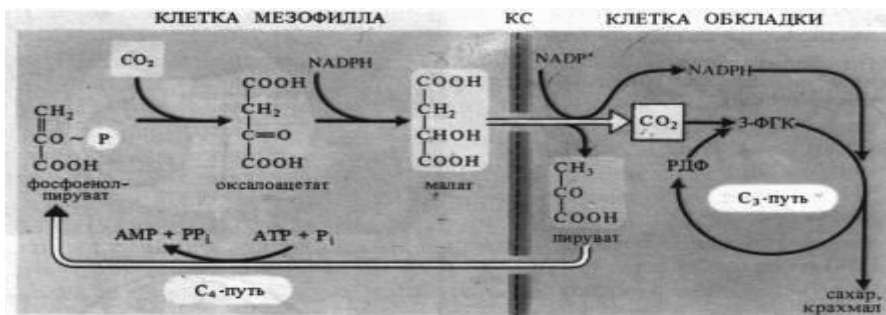 КЛЕТКА МЕЗОФИЛЛА
КС
КЛЕТКА ОБКЛАДКИ
CO₂
NADPH
NADP⁺
NADPH
CH₂
CO ~ P
COOH
фосфоенол-
пируват
COOH
CH₂
C=O
COOH
оксалоацетат
COOH
CH₂
CHOH
COOH
малат
CO₂
3-ФГК
РДФ
C₃-путь
CH₃
CO
COOH
пируват
AMP + PPᵢ
ATP + Pᵢ
C₄-путь
сахар,
крахмал